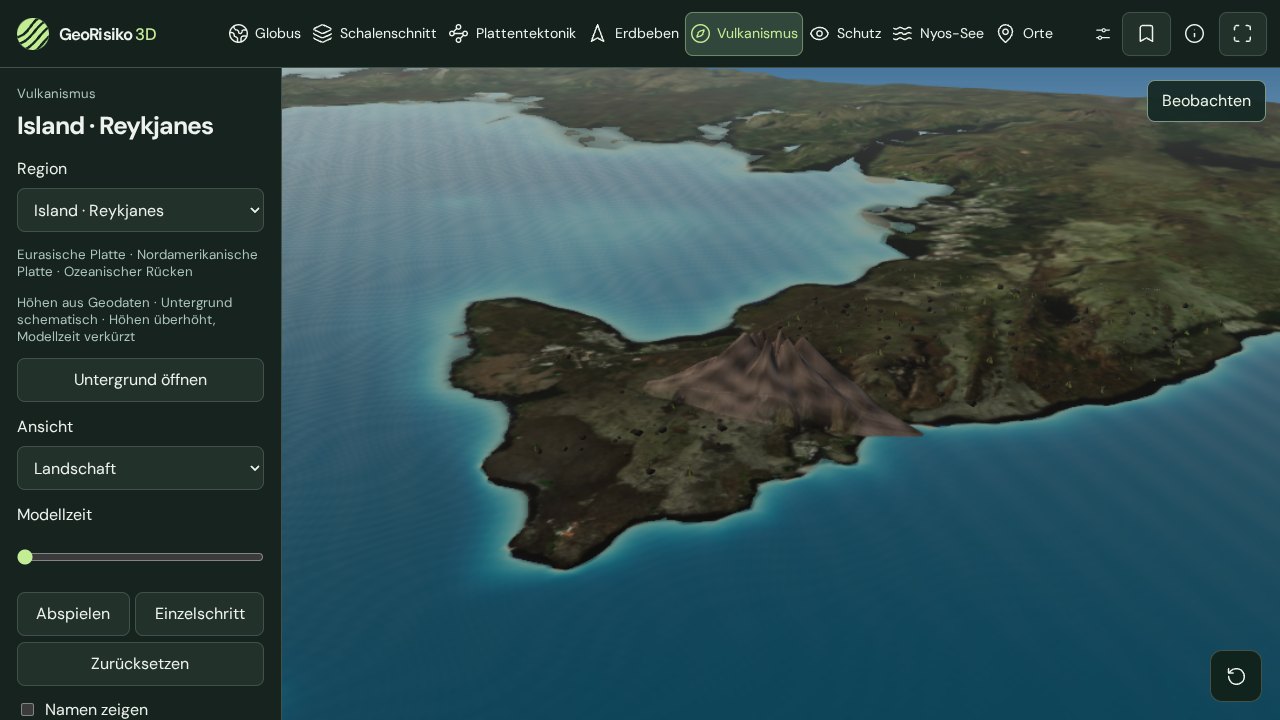 GeoRisiko 3D
Globus
Schalenschnitt
Plattentektonik
Erdbeben
Vulkanismus
Schutz
Nyos-See
Orte
Vulkanismus
Island · Reykjanes
Region
Island · Reykjanes
Eurasische Platte · Nordamerikanische
Platte · Ozeanischer Rücken
Höhen aus Geodaten · Untergrund
schematisch · Höhen überhöht,
Modellzeit verkürzt
Untergrund öffnen
Ansicht
Landschaft
Modellzeit
Abspielen
Einzelschritt
Zurücksetzen
Namen zeigen
Beobachten